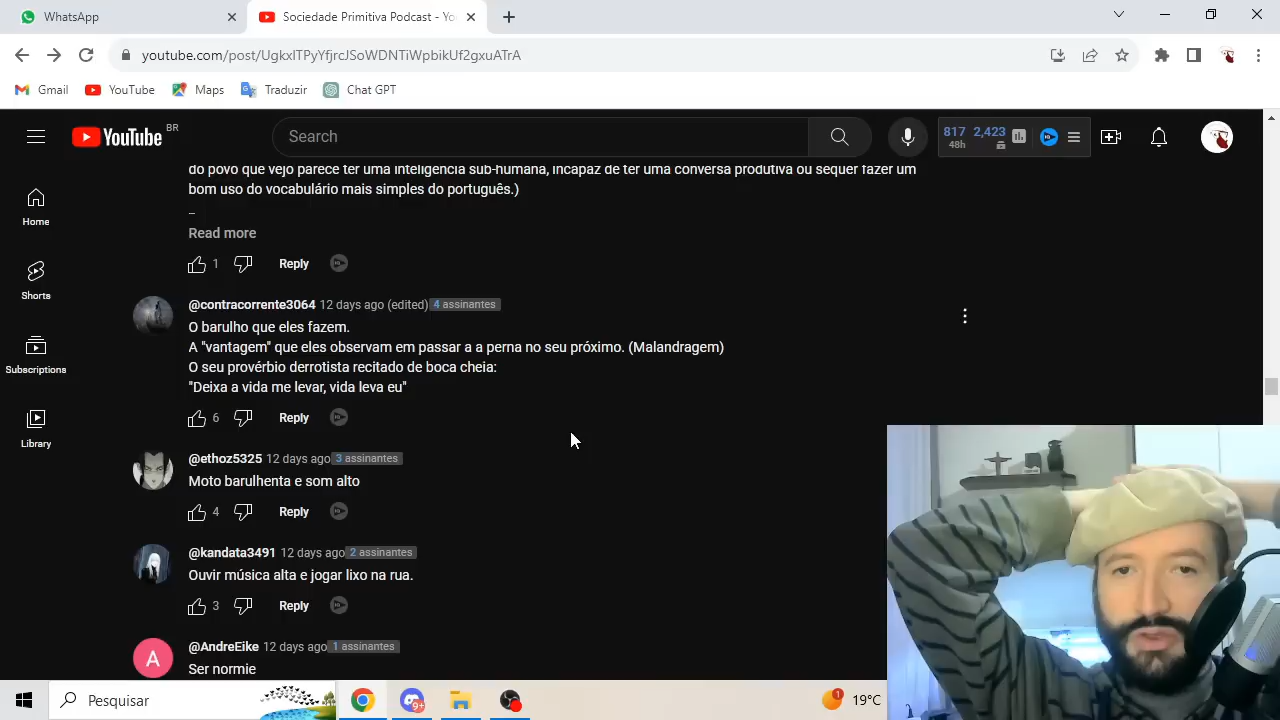 WhatsApp
Sociedade Primitiva Podcast - Yo
youtube.com/post/UgkxlTPyYfjrcJSoWDNTiWpbikUf2gxuATrA
Gmail
YouTube
Maps
Traduzir
Chat GPT
YouTube BR
Search
817 2,423
48h
do povo que vejo parece ter uma inteligência sub-humana, incapaz de ter uma conversa produtiva ou sequer fazer um
bom uso do vocabulário mais simples do português.)
_
Read more
1 Reply
Home
Shorts
Subscriptions
Library
@contracorrente3064 12 days ago (edited) 4 assinantes
O barulho que eles fazem.
A "vantagem" que eles observam em passar a a perna no seu próximo. (Malandragem)
O seu provérbio derrotista recitado de boca cheia:
"Deixa a vida me levar, vida leva eu"
6 Reply
@ethoz5325 12 days ago 3 assinantes
Moto barulhenta e som alto
4 Reply
@kandata3491 12 days ago 2 assinantes
Ouvir música alta e jogar lixo na rua.
3 Reply
A
@AndreEike 12 days ago 1 assinantes
Ser normie
Pesquisar
9+
1
19°C